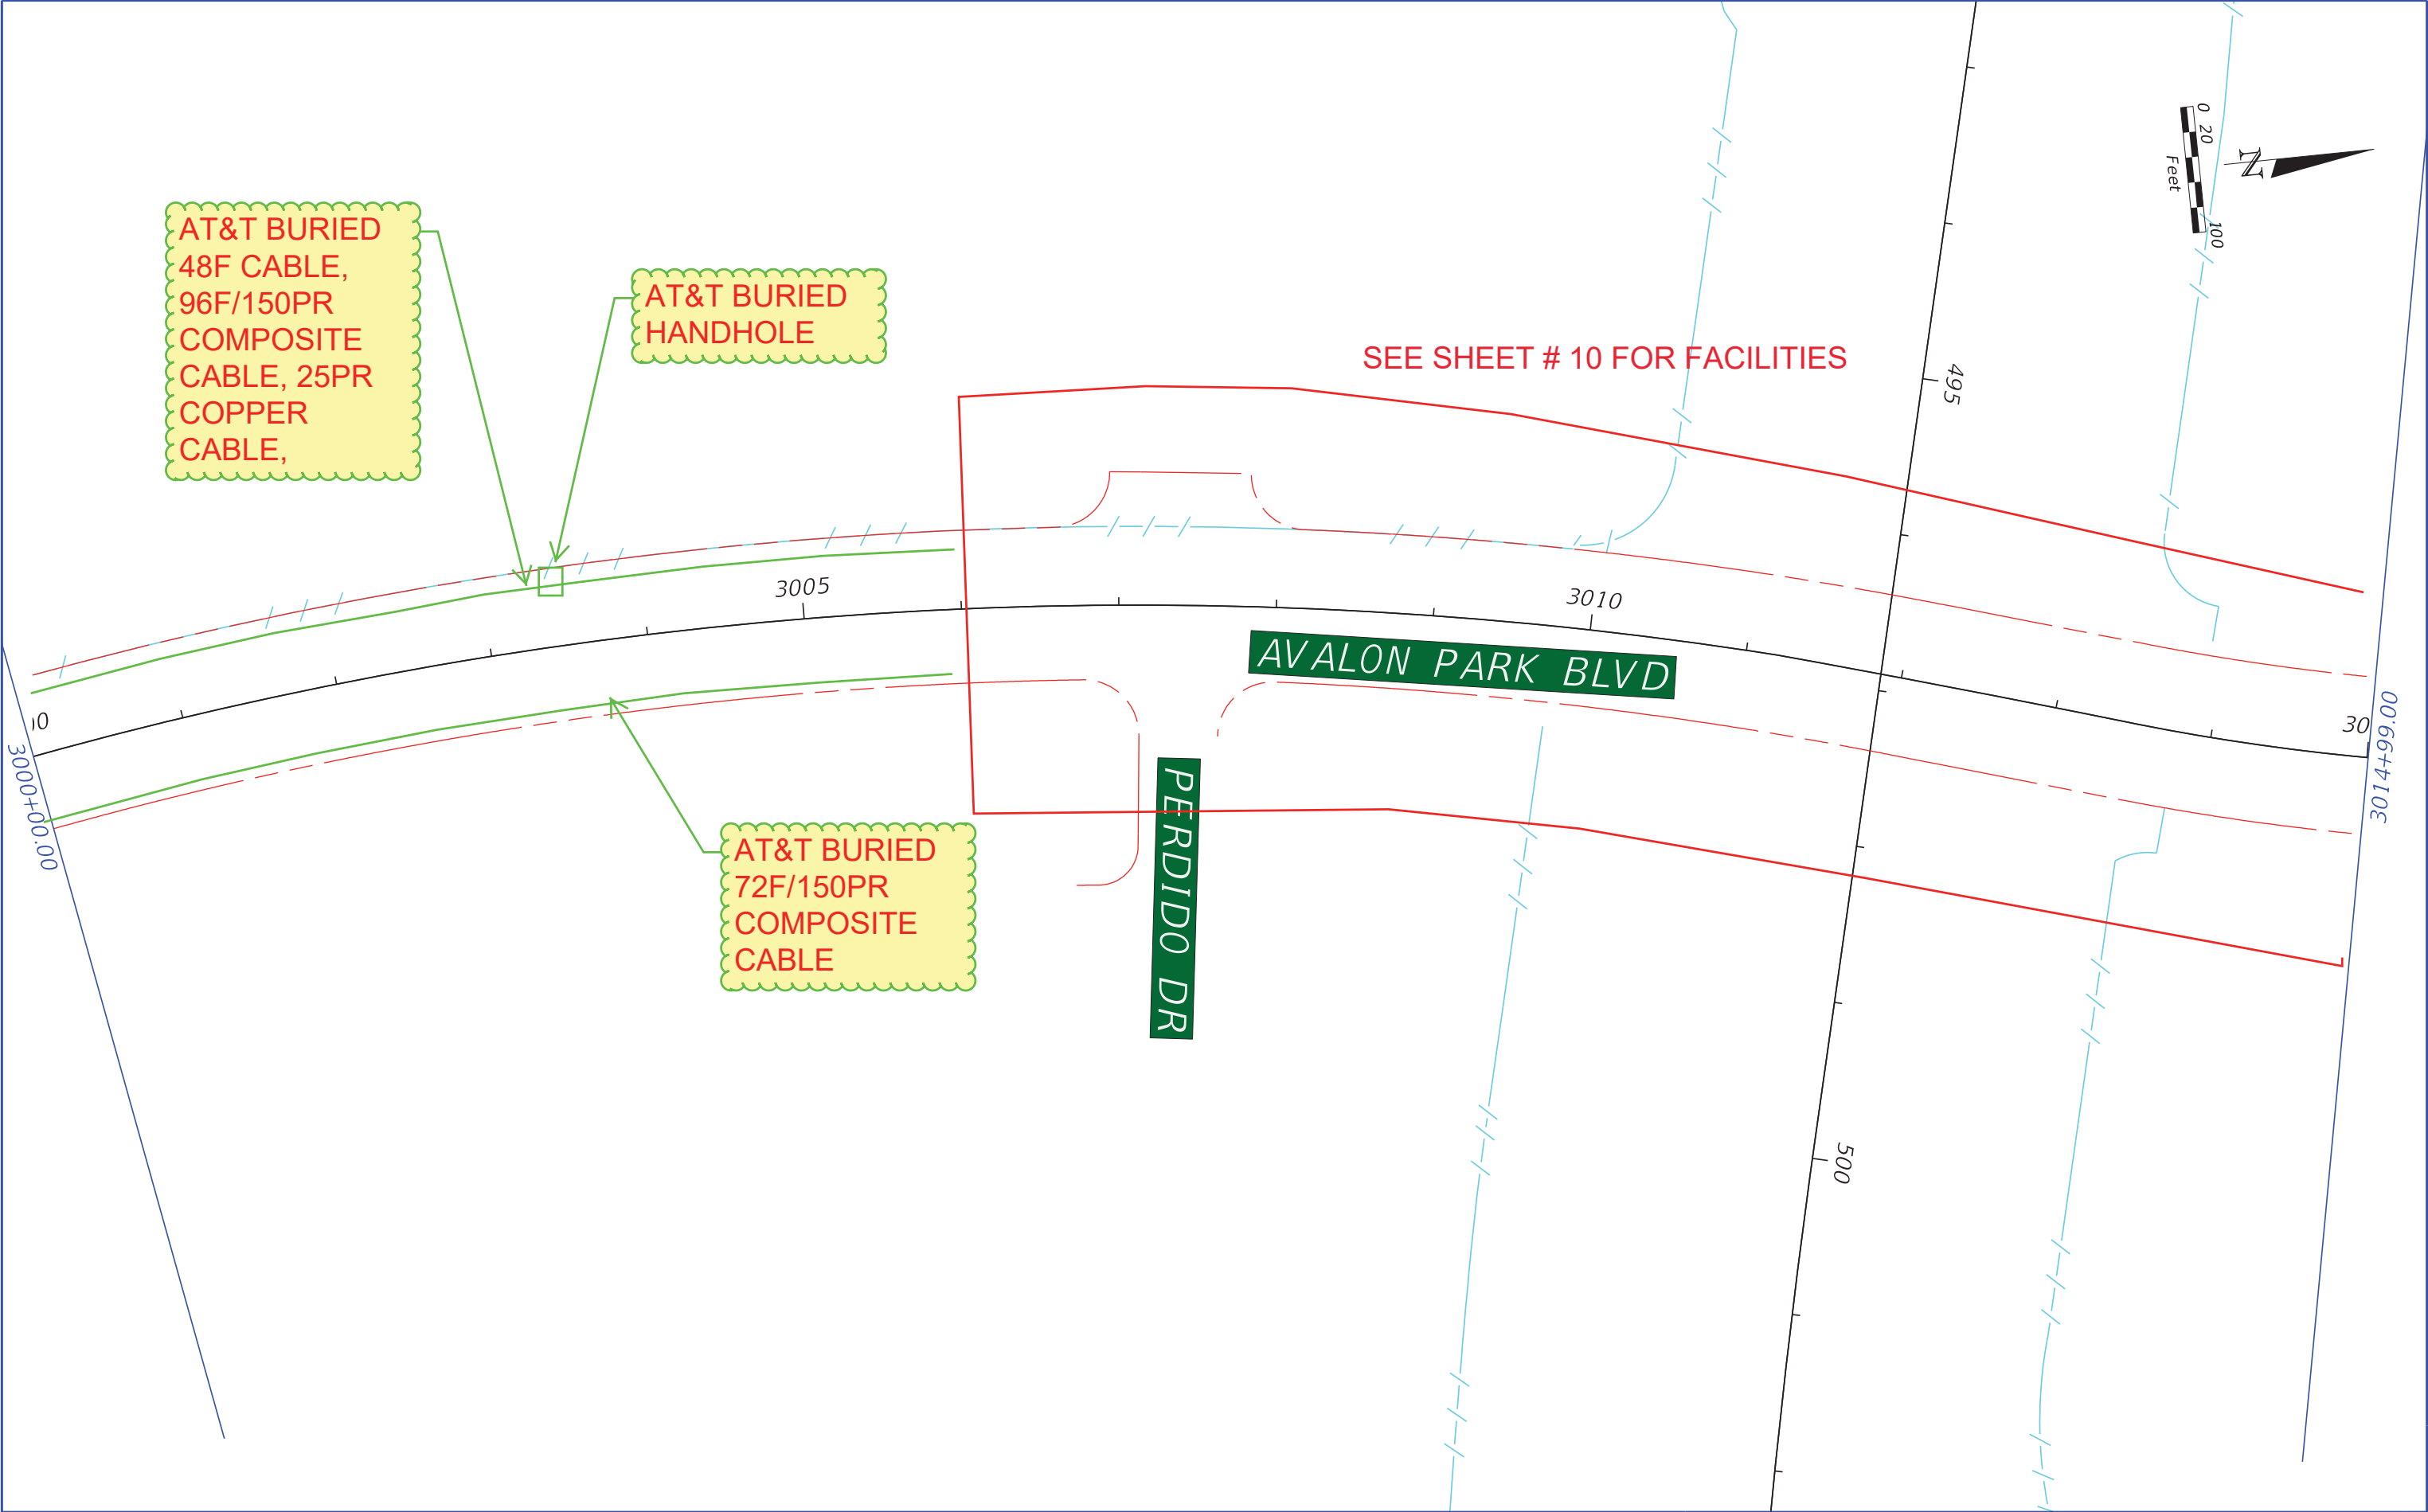 AT&T BURIED
48F CABLE,
96F/150PR
COMPOSITE
CABLE, 25PR
COPPER
CABLE,
AT&T BURIED
HANDHOLE
SEE SHEET # 10 FOR FACILITIES
0 20
100
Feet
N
495
3005
3010
AVALON PARK BLVD
30
3014+99.00
3000+00.00
PERDIDO DR
AT&T BURIED
72F/150PR
COMPOSITE
CABLE
500